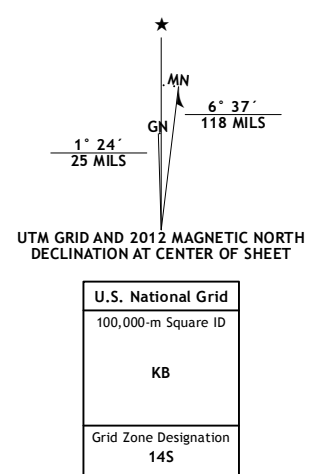 MN
GN
6° 37´
118 MILS
1° 24´
25 MILS
UTM GRID AND 2012 MAGNETIC NORTH
DECLINATION AT CENTER OF SHEET
U.S. National Grid
100,000-m Square ID
KB
Grid Zone Designation
14S